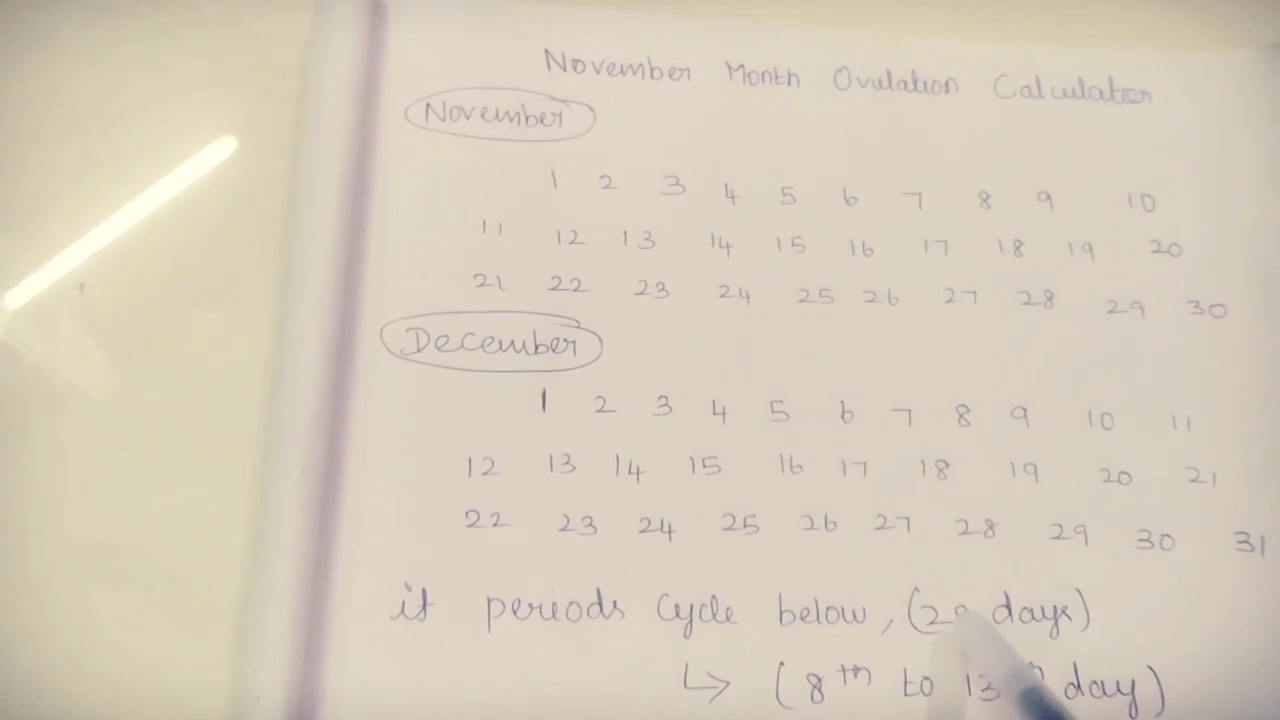 November Month Ovulation Calculator
November
1 2 3 4 5 6 7 8 9 10
11 12 13 14 15 16 17 18 19 20
21 22 23 24 25 26 27 28 29 30
December
1 2 3 4 5 6 7 8 9 10 11
12 13 14 15 16 17 18 19 20 21
22 23 24 25 26 27 28 29 30 31
if periods cycle below, ( days)
↳ (8th to 13 day)